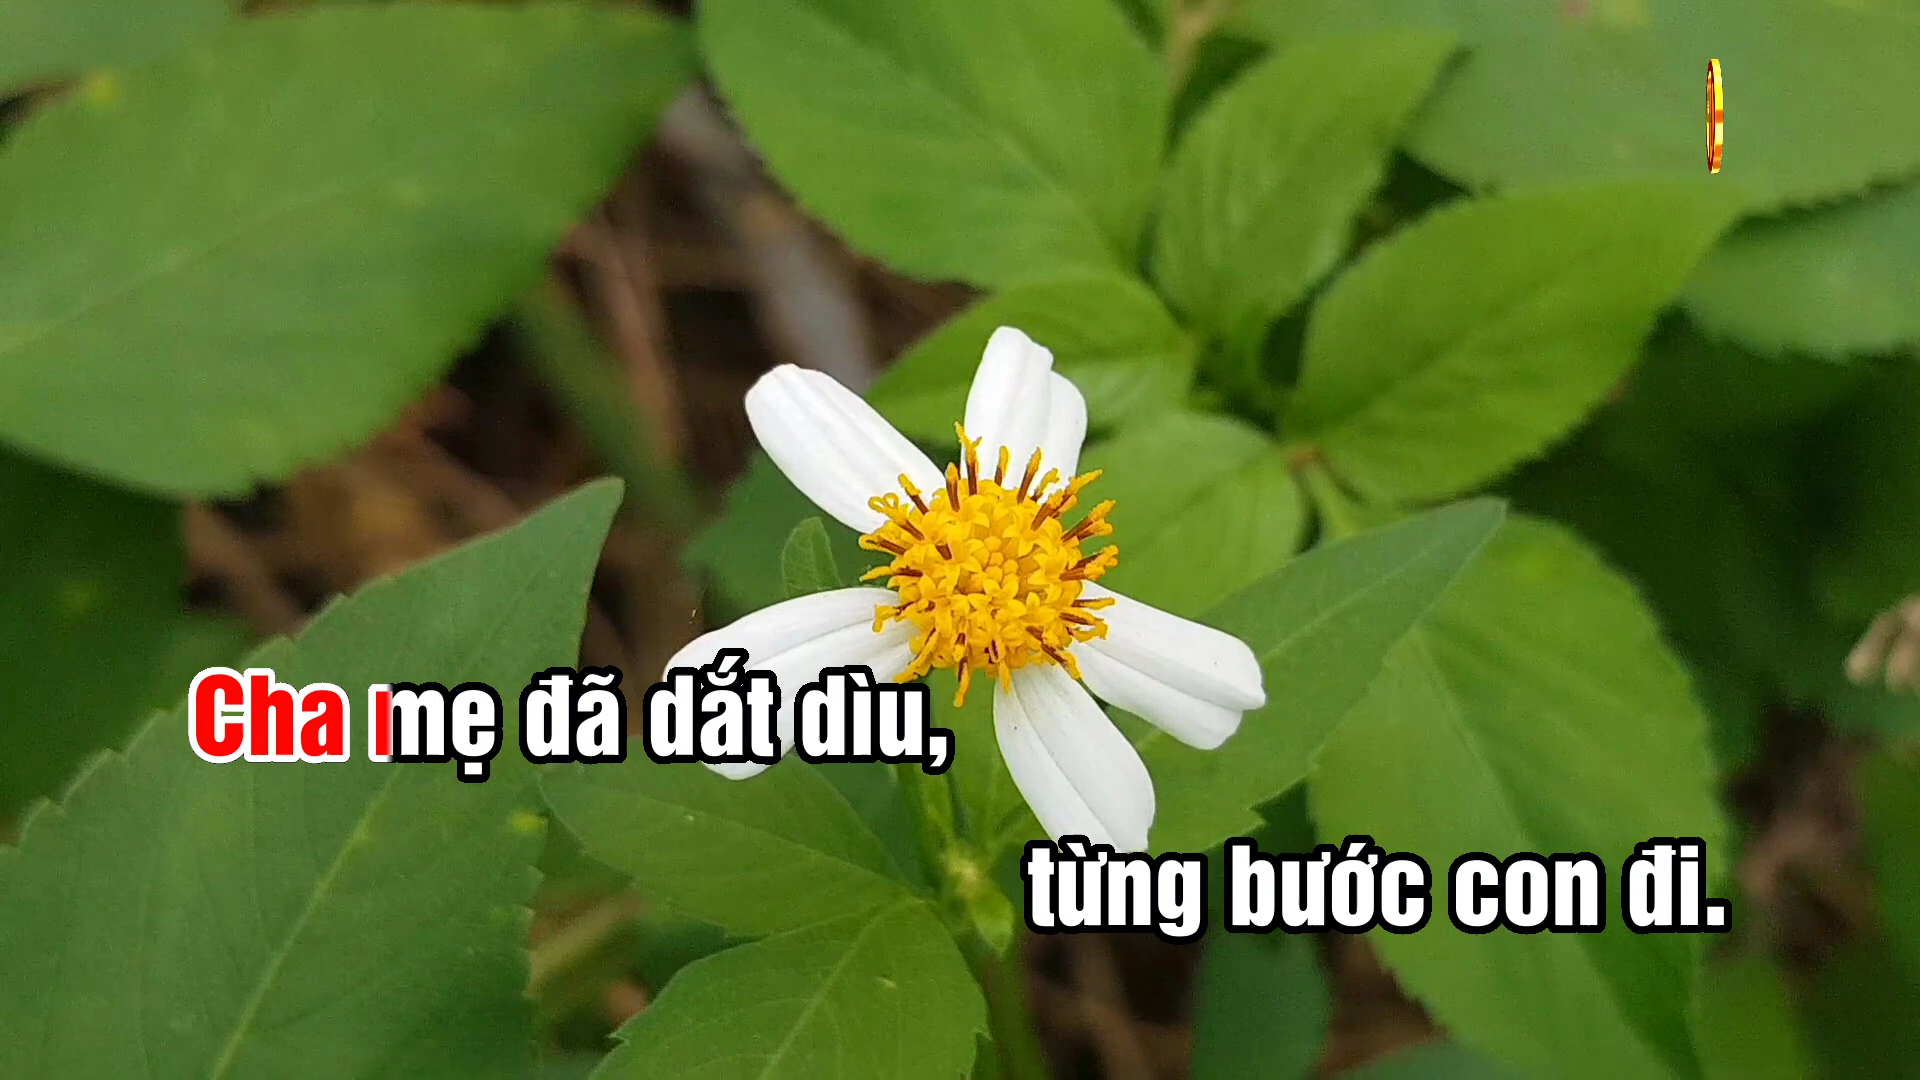 Cha mẹ đã dắt dìu,
từng bước con đi.